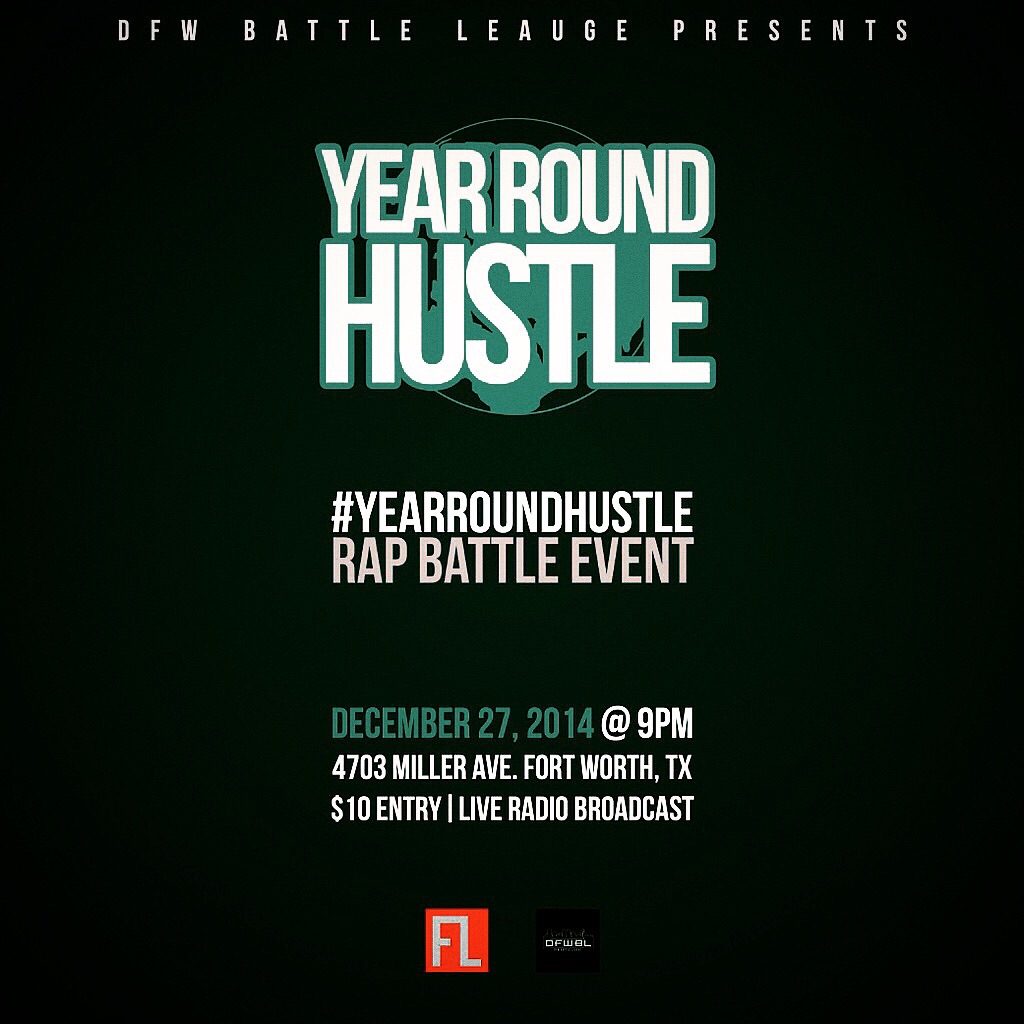 DFW BATTLE LEAUGE PRESENTS
YEAR ROUND
HUSTLE
#YEARROUNDHUSTLE
RAP BATTLE EVENT
DECEMBER 27, 2014 @ 9PM
4703 MILLER AVE. FORT WORTH, TX
$10 ENTRY | LIVE RADIO BROADCAST
FL DFWBL